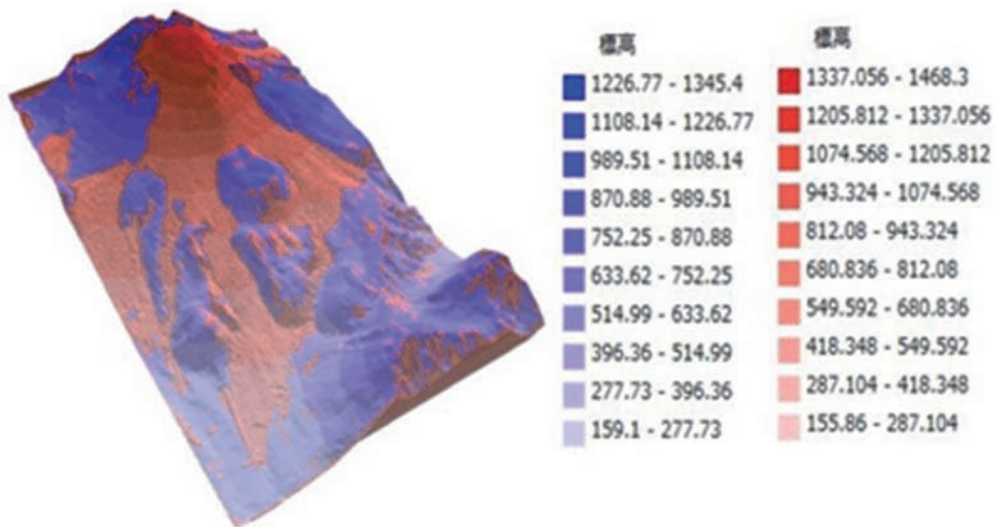 標高
1226.77 - 1345.4
1108.14 - 1226.77
989.51 - 1108.14
870.88 - 989.51
752.25 - 870.88
633.62 - 752.25
514.99 - 633.62
396.36 - 514.99
277.73 - 396.36
159.1 - 277.73
標高
1337.056 - 1468.3
1205.812 - 1337.056
1074.568 - 1205.812
943.324 - 1074.568
812.08 - 943.324
680.836 - 812.08
549.592 - 680.836
418.348 - 549.592
287.104 - 418.348
155.86 - 287.104